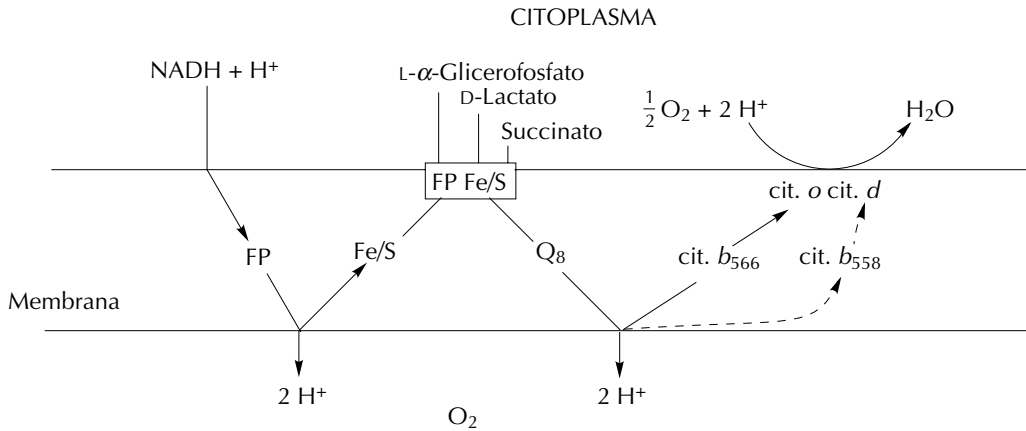 CITOPLASMA
NADH + H⁺
L-α-Glicerofosfato
D-Lactato
Succinato
½ O₂ + 2 H⁺
H₂O
FP Fe/S
cit. o cit. d
FP
Fe/S
Q₈
cit. b₅₆₆
cit. b₅₅₈
Membrana
2 H⁺
2 H⁺
O₂